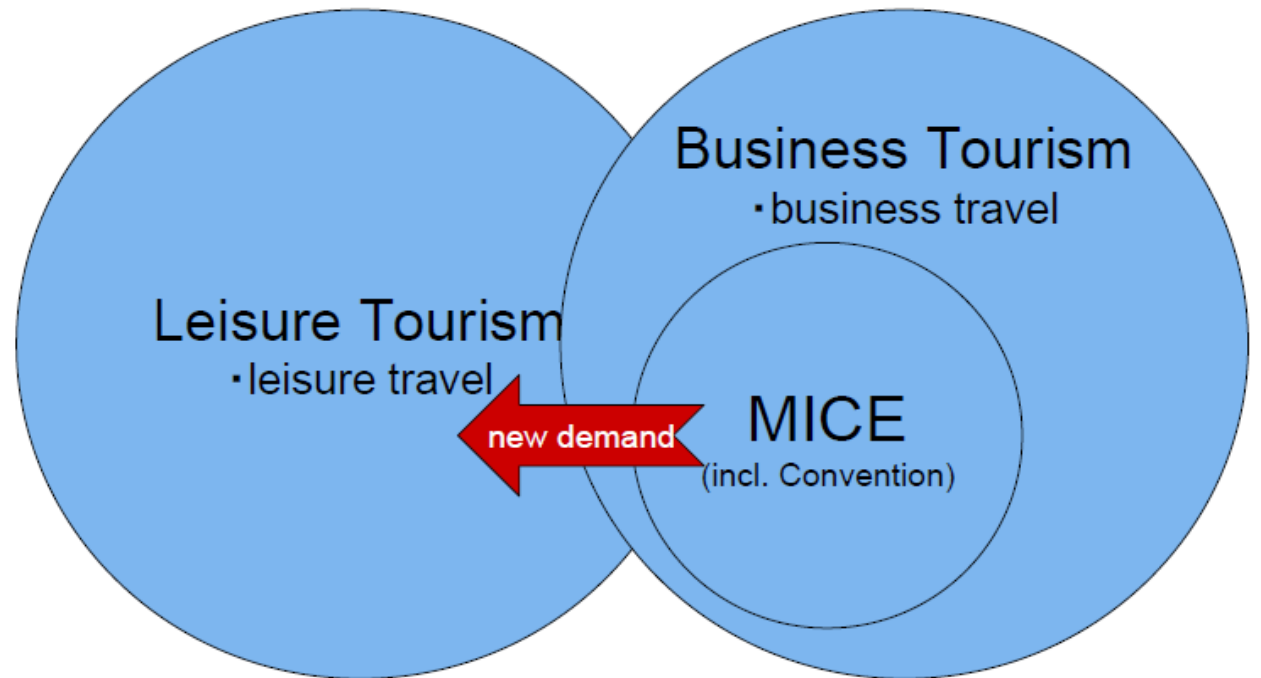 Business Tourism
・business travel
Leisure Tourism
・leisure travel
new demand
MICE
(incl. Convention)